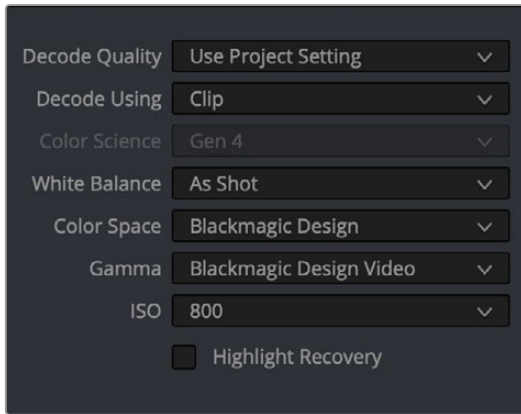 Decode Quality Use Project Setting
Decode Using Clip
Color Science Gen 4
White Balance As Shot
Color Space Blackmagic Design
Gamma Blackmagic Design Video
ISO 800
Highlight Recovery